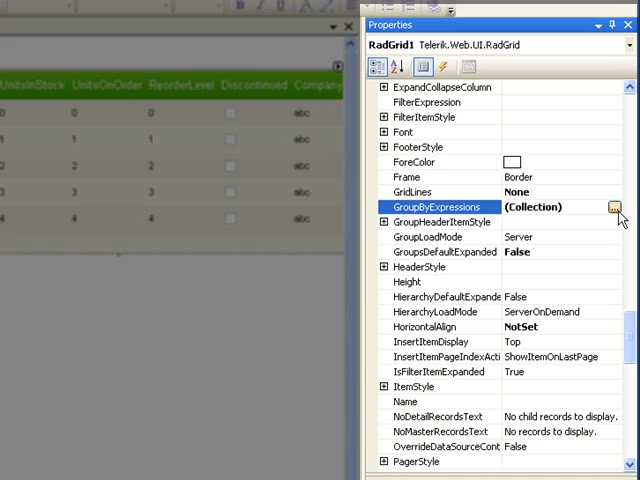 Properties
RadGrid1 Telerik.Web.UI.RadGrid
ExpandCollapseColumn
FilterExpression
FilterItemStyle
Font
FooterStyle
ForeColor
Frame Border
GridLines None
GroupByExpressions (Collection) ...
GroupHeaderItemStyle
GroupLoadMode Server
GroupsDefaultExpanded False
HeaderStyle
Height
HierarchyDefaultExpande False
HierarchyLoadMode ServerOnDemand
HorizontalAlign NotSet
InsertItemDisplay Top
InsertItemPageIndexActi ShowItemOnLastPage
IsFilterItemExpanded True
ItemStyle
Name
NoDetailRecordsText No child records to display.
NoMasterRecordsText No records to display.
OverrideDataSourceCont False
PagerStyle
UnitsInStock UnitsOnOrder ReorderLevel Discontinued Company
0 0 0 abc
1 1 1 abc
2 2 2 abc
3 3 3 abc
4 4 4 abc